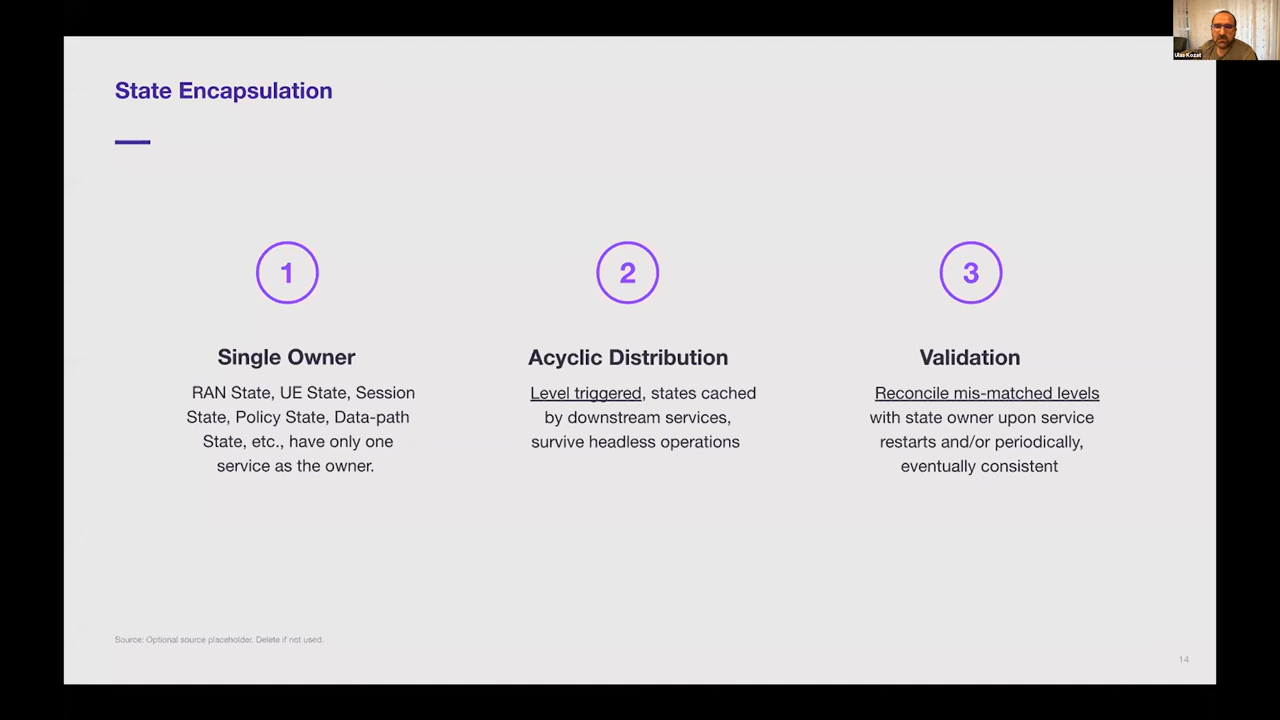 Ulas Kozat
State Encapsulation
1
2
3
Single Owner
RAN State, UE State, Session
State, Policy State, Data-path
State, etc., have only one
service as the owner.
Acyclic Distribution
Level triggered, states cached
by downstream services,
survive headless operations
Validation
Reconcile mis-matched levels
with state owner upon service
restarts and/or periodically,
eventually consistent
Source: Optional source placeholder. Delete if not used.
14